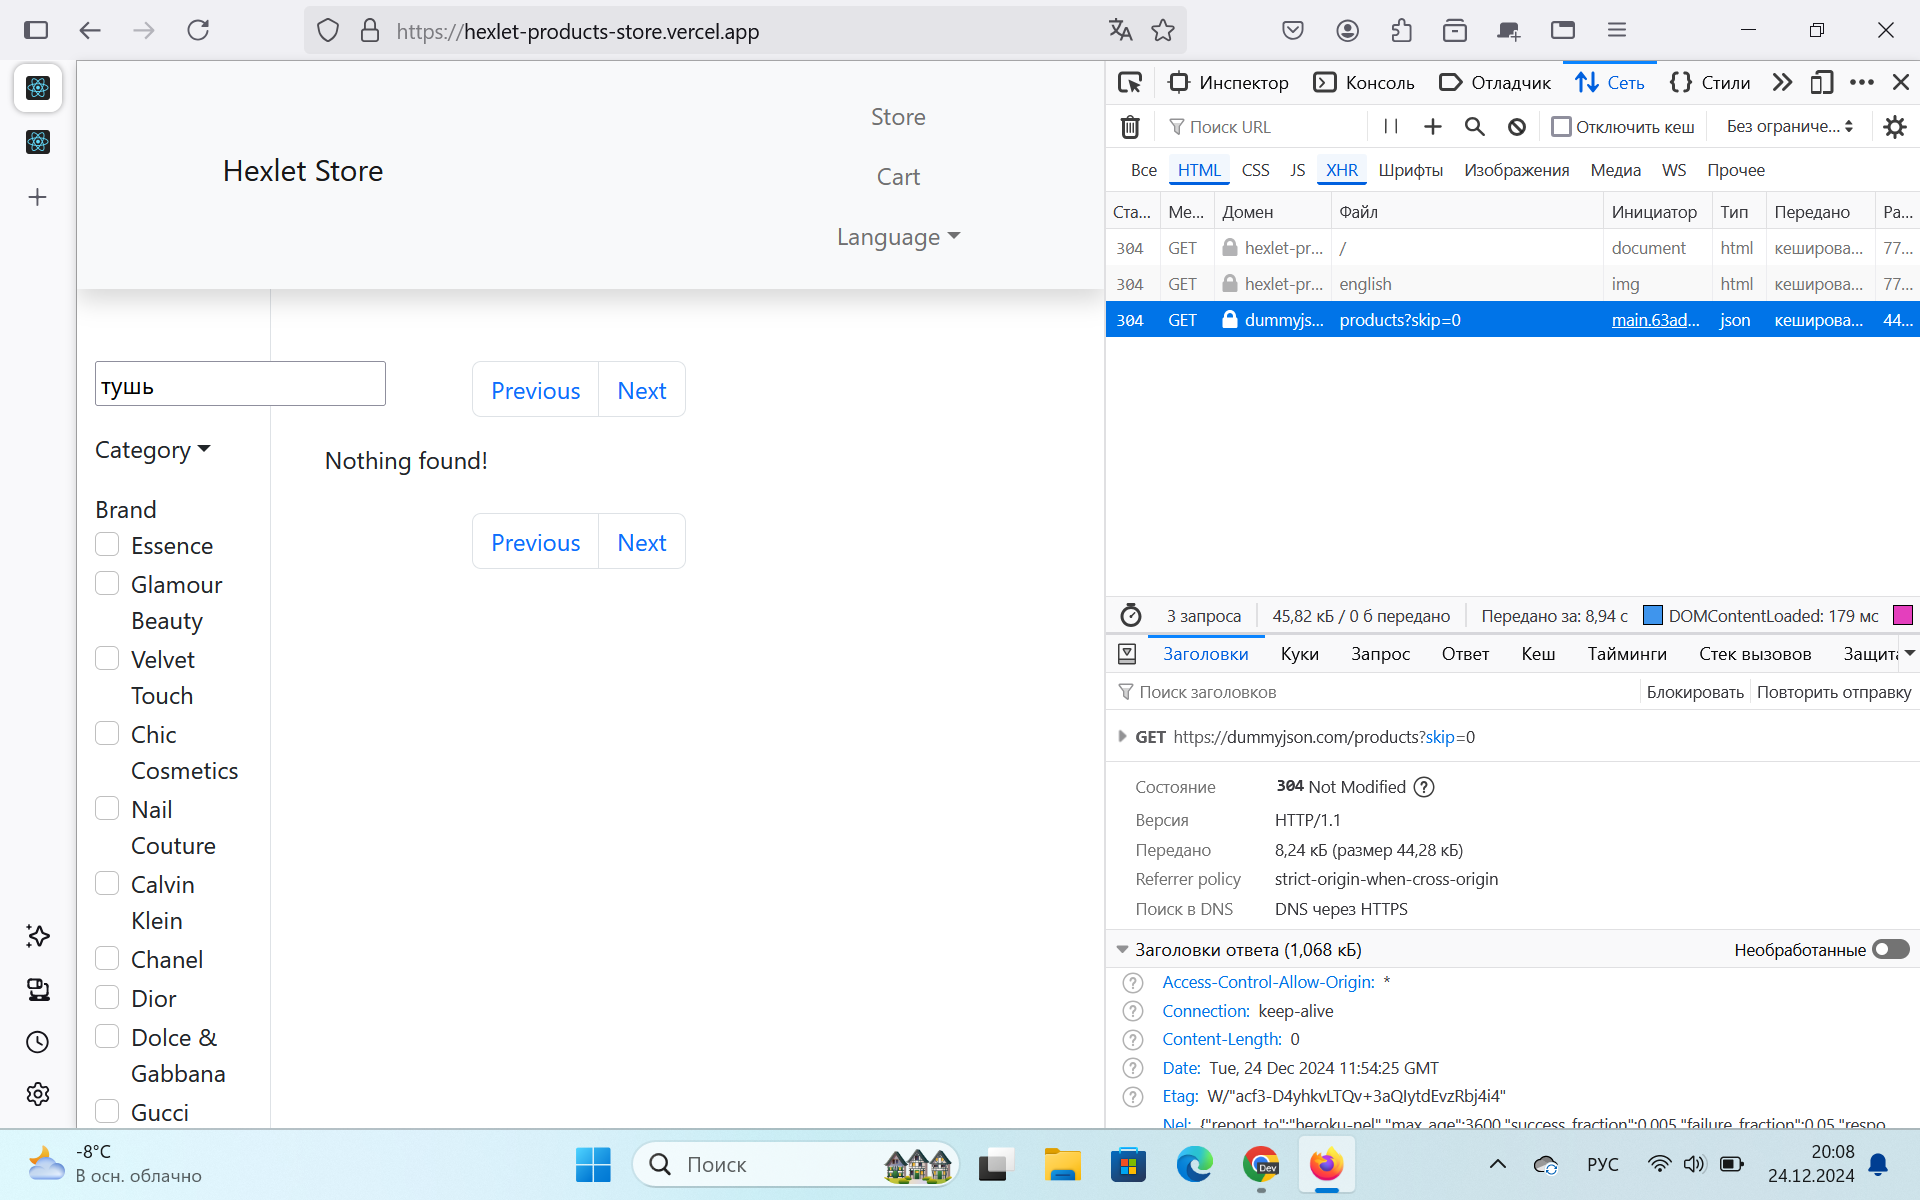 https://hexlet-products-store.vercel.app
Hexlet Store
Store
Cart
Language
тушь
Category
Brand
Essence
Glamour
Beauty
Velvet
Touch
Chic
Cosmetics
Nail
Couture
Calvin
Klein
Chanel
Dior
Dolce &
Gabbana
Gucci
Previous Next
Nothing found!
Previous Next
Инспектор Консоль Отладчик Сеть Стили
Поиск URL Отключить кеш Без ограниче...
Все HTML CSS JS XHR Шрифты Изображения Медиа WS Прочее
Ста... Ме... Домен Файл Инициатор Тип Передано Ра...
304 GET hexlet-pr... / document html кеширова... 77...
304 GET hexlet-pr... english img html кеширова... 77...
304 GET dummyjs... products?skip=0 main.63ad... json кеширова... 44...
3 запроса 45,82 кБ / 0 б передано Передано за: 8,94 с DOMContentLoaded: 179 мс
Заголовки Куки Запрос Ответ Кеш Тайминги Стек вызовов Защита
Поиск заголовков Блокировать Повторить отправку
GET https://dummyjson.com/products?skip=0
Состояние 304 Not Modified
Версия HTTP/1.1
Передано 8,24 кБ (размер 44,28 кБ)
Referrer policy strict-origin-when-cross-origin
Поиск в DNS DNS через HTTPS
Заголовки ответа (1,068 кБ) Необработанные
Access-Control-Allow-Origin: *
Connection: keep-alive
Content-Length: 0
Date: Tue, 24 Dec 2024 11:54:25 GMT
Etag: W/"acf3-D4yhkvLTQv+3aQIytdEvzRbj4i4"
Nel: {"report_to":"heroku-nel","max_age":3600,"success_fraction":0.005,"failure_fraction":0.05,"respo
-8°C
В осн. облачно
Поиск
Dev
РУС
20:08
24.12.2024